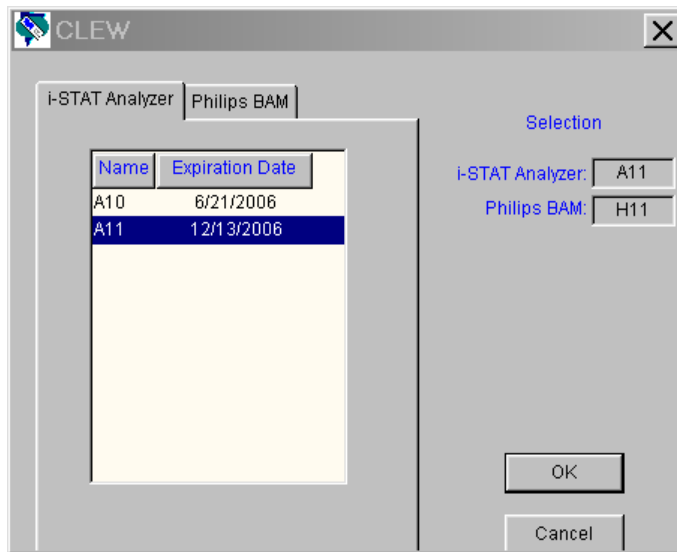 CLEW
i-STAT Analyzer Philips BAM
Name Expiration Date
A10 6/21/2006
A11 12/13/2006
Selection
i-STAT Analyzer: A11
Philips BAM: H11
OK
Cancel